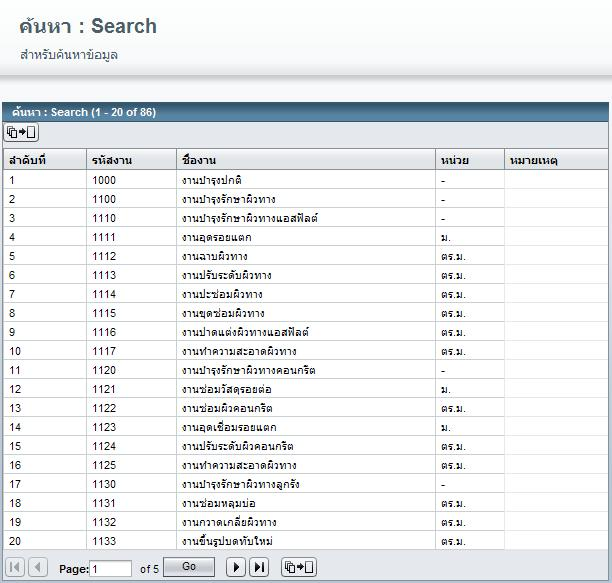 ค้นหา : Search
สำหรับค้นหาข้อมูล
ค้นหา : Search (1 - 20 of 86)
ลำดับที่ รหัสงาน ชื่องาน หน่วย หมายเหตุ
1 1000 งานบำรุงปกติ -
2 1100 งานบำรุงรักษาผิวทาง -
3 1110 งานบำรุงรักษาผิวทางแอสฟัลต์ -
4 1111 งานอุดรอยแตก ม.
5 1112 งานฉาบผิวทาง ตร.ม.
6 1113 งานปรับระดับผิวทาง ตร.ม.
7 1114 งานปะซ่อมผิวทาง ตร.ม.
8 1115 งานขุดซ่อมผิวทาง ตร.ม.
9 1116 งานปาดแต่งผิวทางแอสฟัลต์ ตร.ม.
10 1117 งานทำความสะอาดผิวทาง ตร.ม.
11 1120 งานบำรุงรักษาผิวทางคอนกรีต -
12 1121 งานซ่อมวัสดุรอยต่อ ม.
13 1122 งานซ่อมผิวคอนกรีต ตร.ม.
14 1123 งานอุดเชื่อมรอยแตก ม.
15 1124 งานปรับระดับผิวคอนกรีต ตร.ม.
16 1125 งานทำความสะอาดผิวทาง ตร.ม.
17 1130 งานบำรุงรักษาผิวทางลูกรัง -
18 1131 งานซ่อมหลุมบ่อ ตร.ม.
19 1132 งานกวาดเกลี่ยผิวทาง ตร.ม.
20 1133 งานขึ้นรูปบดทับใหม่ ตร.ม.
Page: 1 of 5 Go